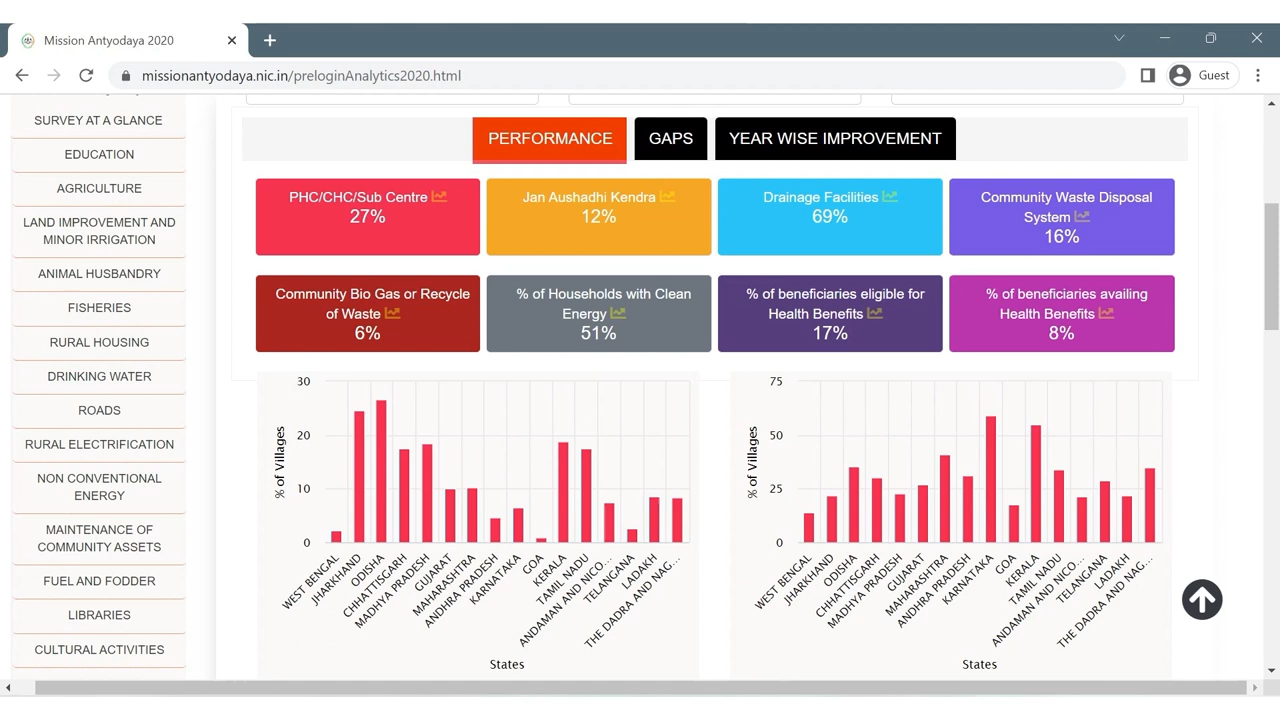 Mission Antyodaya 2020
missionantyodaya.nic.in/preloginAnalytics2020.html
Guest
SURVEY AT A GLANCE
EDUCATION
AGRICULTURE
LAND IMPROVEMENT AND
MINOR IRRIGATION
ANIMAL HUSBANDRY
FISHERIES
RURAL HOUSING
DRINKING WATER
ROADS
RURAL ELECTRIFICATION
NON CONVENTIONAL
ENERGY
MAINTENANCE OF
COMMUNITY ASSETS
FUEL AND FODDER
LIBRARIES
CULTURAL ACTIVITIES
PERFORMANCE
GAPS
YEAR WISE IMPROVEMENT
PHC/CHC/Sub Centre
27%
Jan Aushadhi Kendra
12%
Drainage Facilities
69%
Community Waste Disposal
System
16%
Community Bio Gas or Recycle
of Waste
6%
% of Households with Clean
Energy
51%
% of beneficiaries eligible for
Health Benefits
17%
% of beneficiaries availing
Health Benefits
8%
% of Villages
30
20
10
0
WEST BENGAL
JHARKHAND
ODISHA
CHHATTISGARH
MADHYA PRADESH
GUJARAT
MAHARASHTRA
ANDHRA PRADESH
KARNATAKA
GOA
KERALA
TAMIL NADU
ANDAMAN AND NICO...
TELANGANA
LADAKH
THE DADRA AND NAG...
States
% of Villages
75
50
25
0
WEST BENGAL
JHARKHAND
ODISHA
CHHATTISGARH
MADHYA PRADESH
GUJARAT
MAHARASHTRA
ANDHRA PRADESH
KARNATAKA
GOA
KERALA
TAMIL NADU
ANDAMAN AND NICO...
TELANGANA
LADAKH
THE DADRA AND NAG...
States